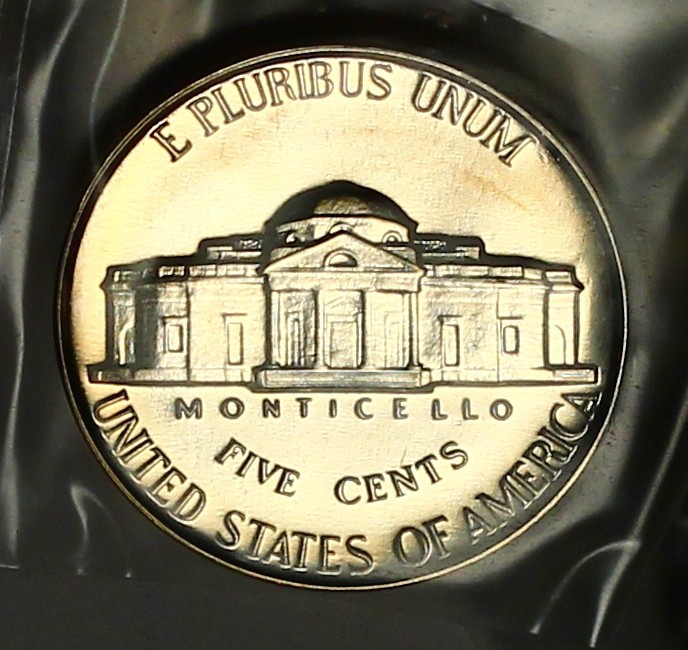 E PLURIBUS UNUM
MONTICELLO
FIVE CENTS
UNITED STATES OF AMERICA